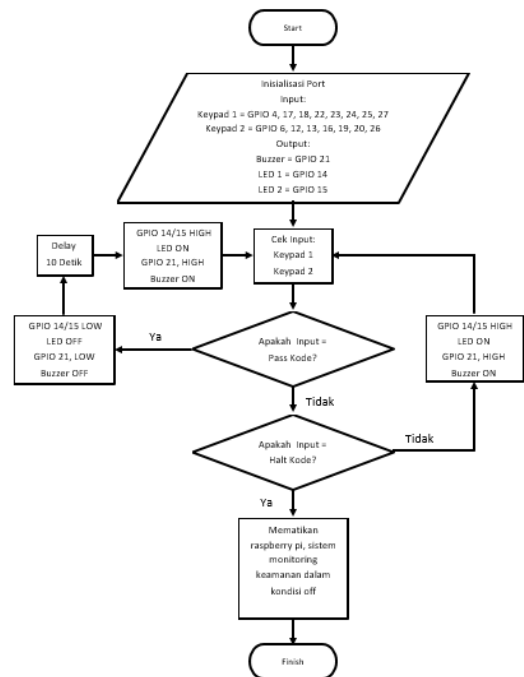 Start
Inisialisasi Port
Input:
Keypad 1 = GPIO 4, 17, 18, 22, 23, 24, 25, 27
Keypad 2 = GPIO 6, 12, 13, 16, 19, 20, 26
Output:
Buzzer = GPIO 21
LED 1 = GPIO 14
LED 2 = GPIO 15
Delay
10 Detik
GPIO 14/15 HIGH
LED ON
GPIO 21, HIGH
Buzzer ON
Cek Input:
Keypad 1
Keypad 2
GPIO 14/15 LOW
LED OFF
GPIO 21, LOW
Buzzer OFF
Ya
Apakah Input =
Pass Kode?
GPIO 14/15 HIGH
LED ON
GPIO 21, HIGH
Buzzer ON
Tidak
Apakah Input =
Halt Kode?
Tidak
Ya
Mematikan
raspberry pi, sistem
monitoring
keamanan dalam
kondisi off
Finish